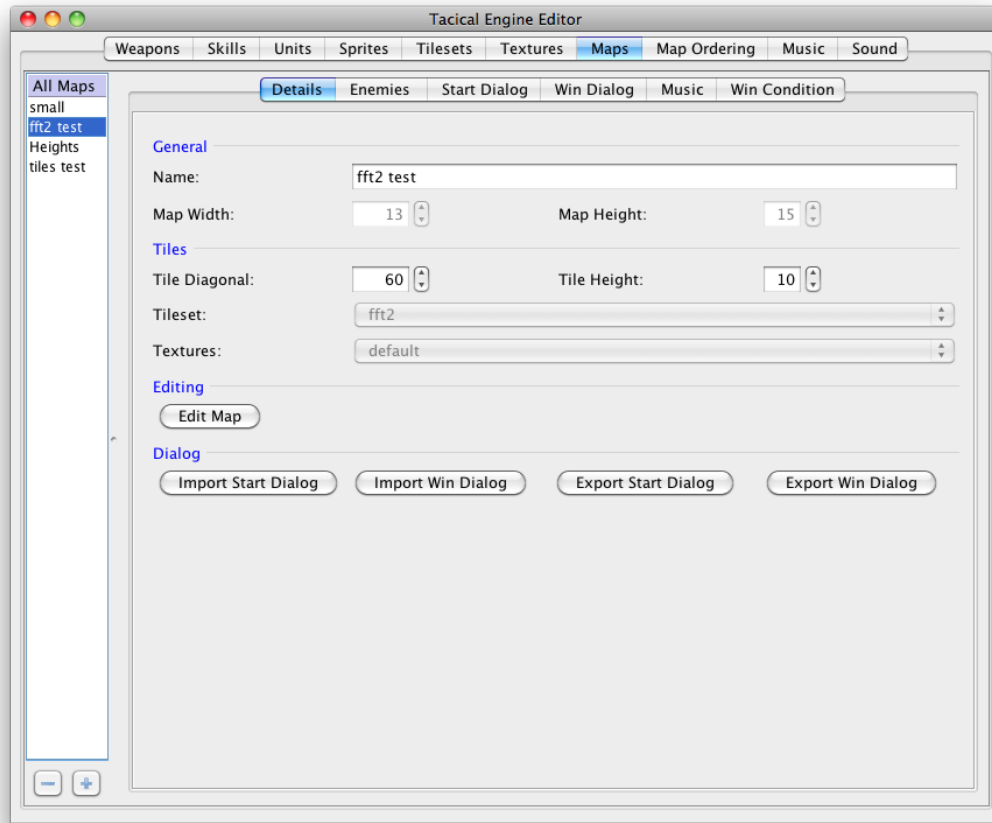 Tacical Engine Editor
Weapons Skills Units Sprites Tilesets Textures Maps Map Ordering Music Sound
All Maps
small
fft2 test
Heights
tiles test
Details Enemies Start Dialog Win Dialog Music Win Condition
General
Name: fft2 test
Map Width: 13 Map Height: 15
Tiles
Tile Diagonal: 60 Tile Height: 10
Tileset: fft2
Textures: default
Editing
Edit Map
Dialog
Import Start Dialog Import Win Dialog Export Start Dialog Export Win Dialog